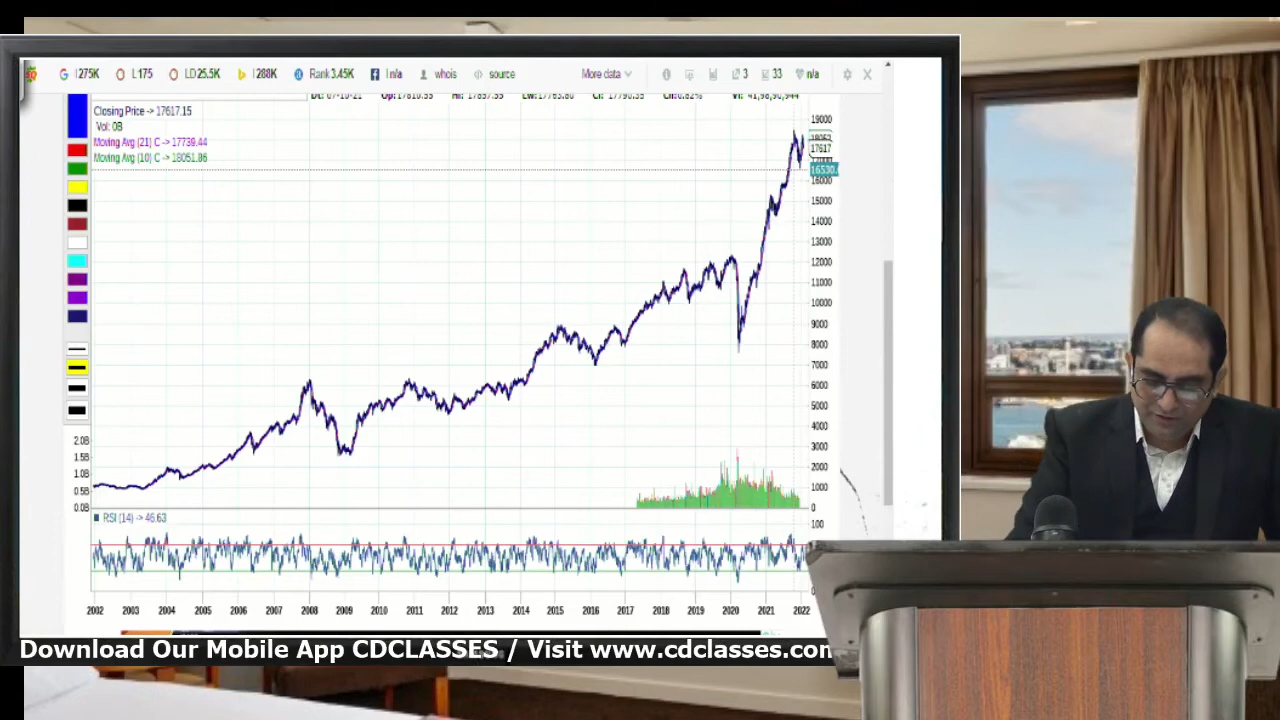 I 275K L 175 LD 25.5K I 288K Rank 3.45K I n/a whois source More data 3 33 n/a
Closing Price -> 17617.15
Vol: 0B
Moving Avg (21) C -> 17739.44
Moving Avg (10) C -> 18051.86
19000
17617
16530.
16000
15000
14000
13000
12000
11000
10000
9000
8000
7000
6000
5000
4000
3000
2000
1000
0
2.0B
1.5B
1.0B
0.5B
0.0B
RSI (14) -> 46.63
100
2002 2003 2004 2005 2006 2007 2008 2009 2010 2011 2012 2013 2014 2015 2016 2017 2018 2019 2020 2021 2022
Download Our Mobile App CDCLASSES / Visit www.cdclasses.com